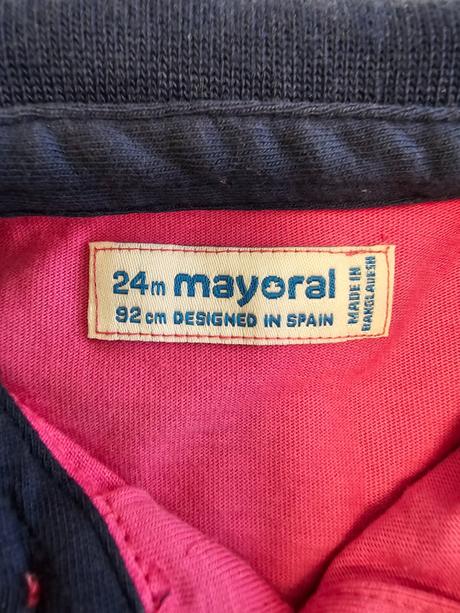 24m mayoral
92 cm DESIGNED IN SPAIN
MADE IN
BANGLADESH